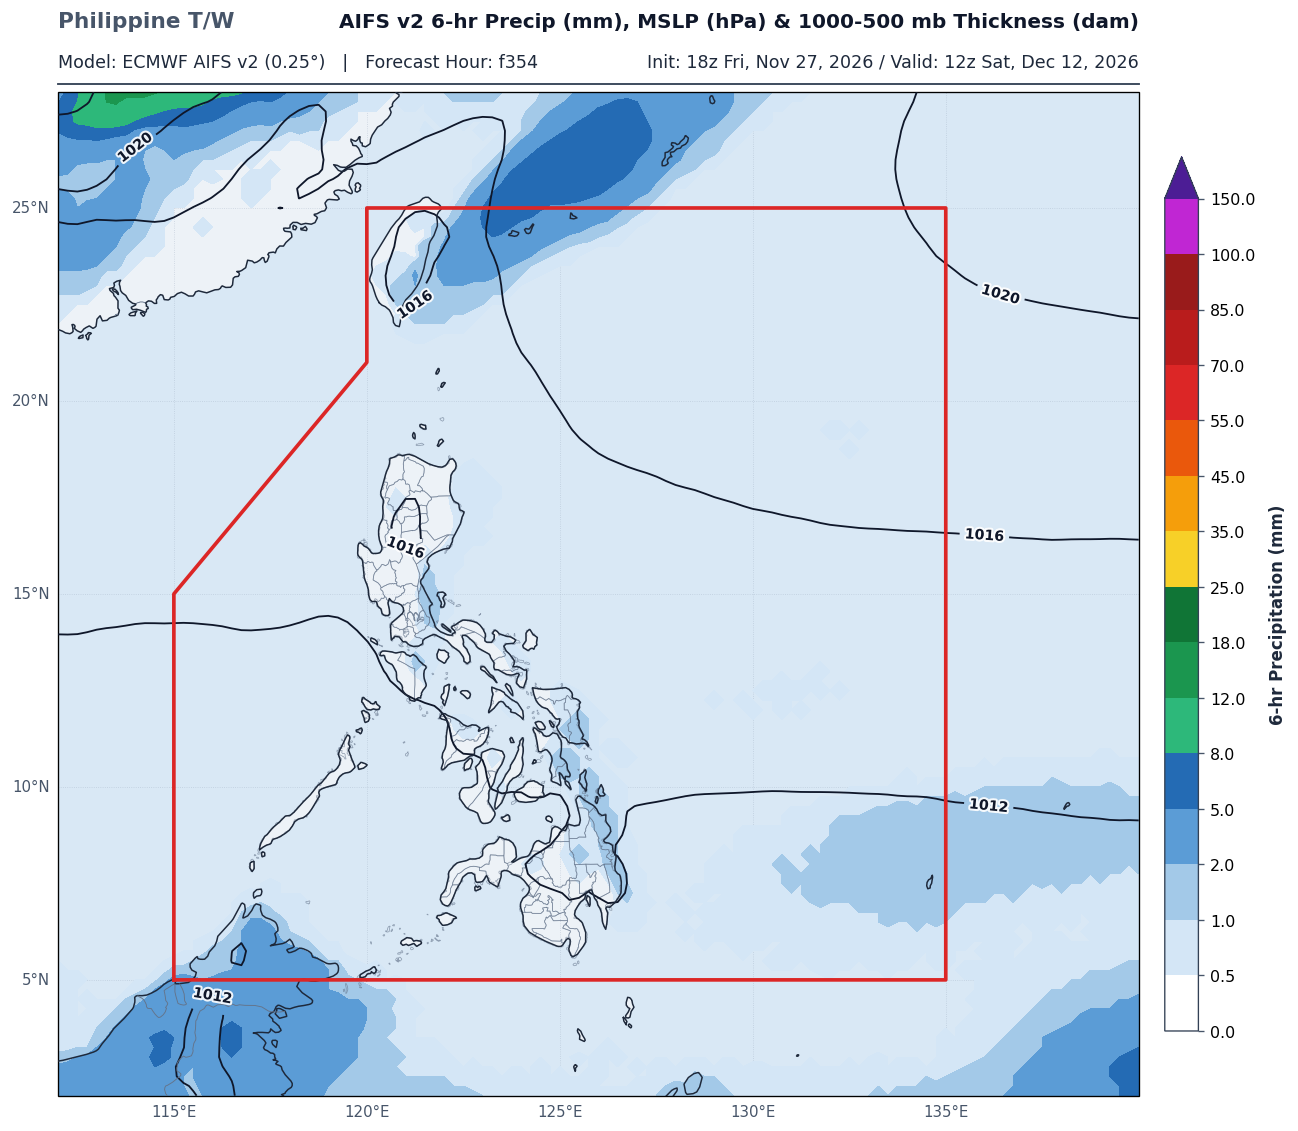 Philippine T/W
AIFS v2 6-hr Precip (mm), MSLP (hPa) & 1000-500 mb Thickness (dam)
Model: ECMWF AIFS v2 (0.25°)   |   Forecast Hour: f354
Init: 18z Fri, Nov 27, 2026 / Valid: 12z Sat, Dec 12, 2026
1020
25°N
1016
1020
20°N
1016
1016
15°N
10°N
1012
5°N
1012
115°E
120°E
125°E
130°E
135°E
150.0
100.0
85.0
70.0
55.0
45.0
35.0
25.0
18.0
12.0
8.0
5.0
2.0
1.0
0.5
0.0
6-hr Precipitation (mm)